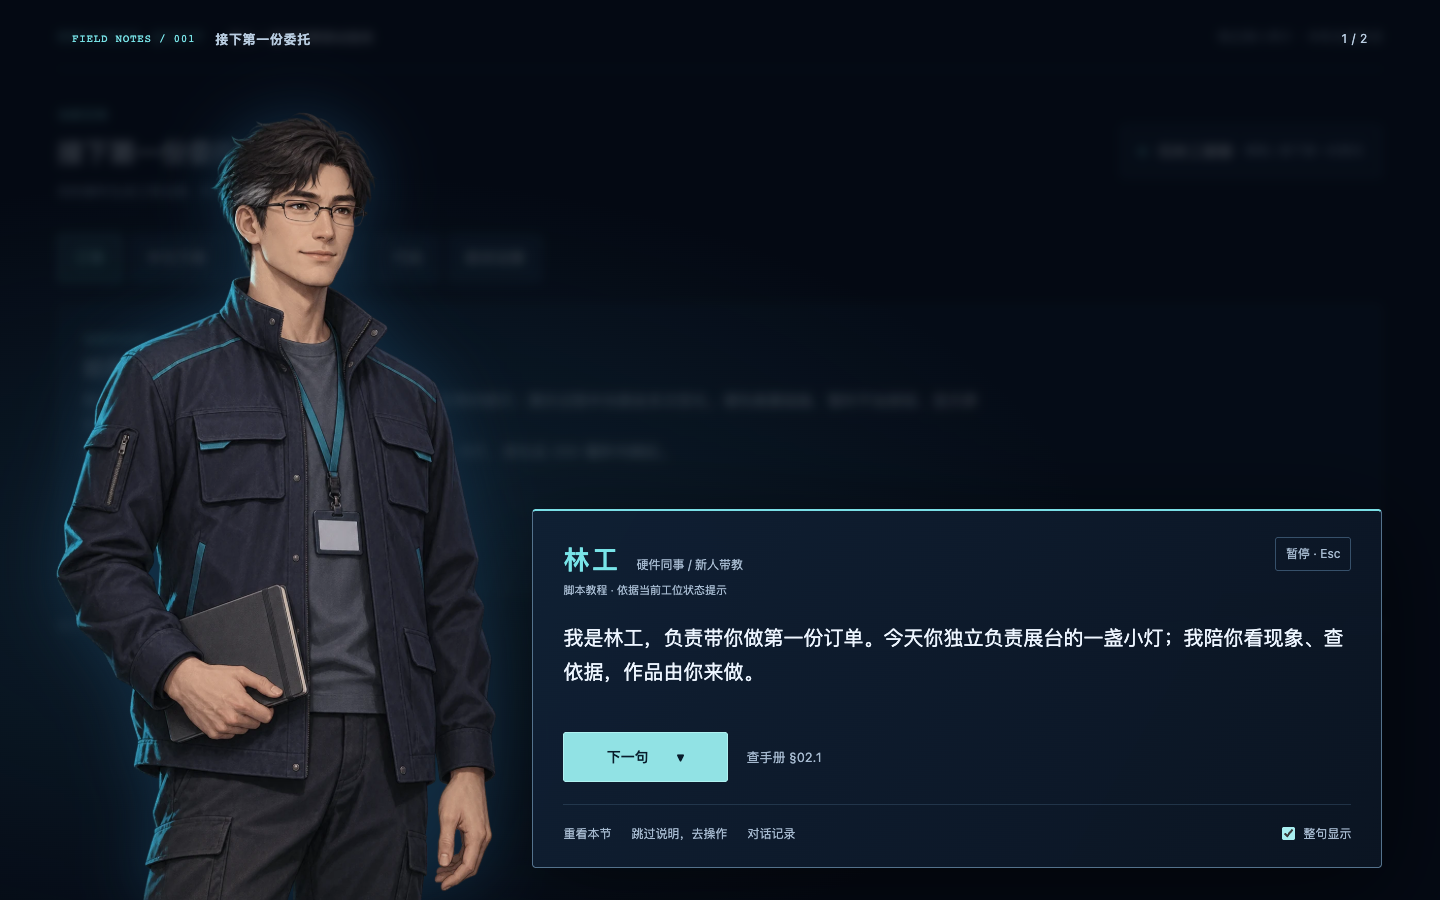 FIELD NOTES / 001 接下第一份委托
1 / 2
林工 硬件同事 / 新人带教
暂停 · Esc
脚本教程 · 依据当前工位状态提示
我是林工，负责带你做第一份订单。今天你独立负责展台的一盏小灯；我陪你看现象、查
依据，作品由你来做。
下一句 ▼
查手册 §02.1
重看本节 跳过说明，去操作 对话记录
整句显示